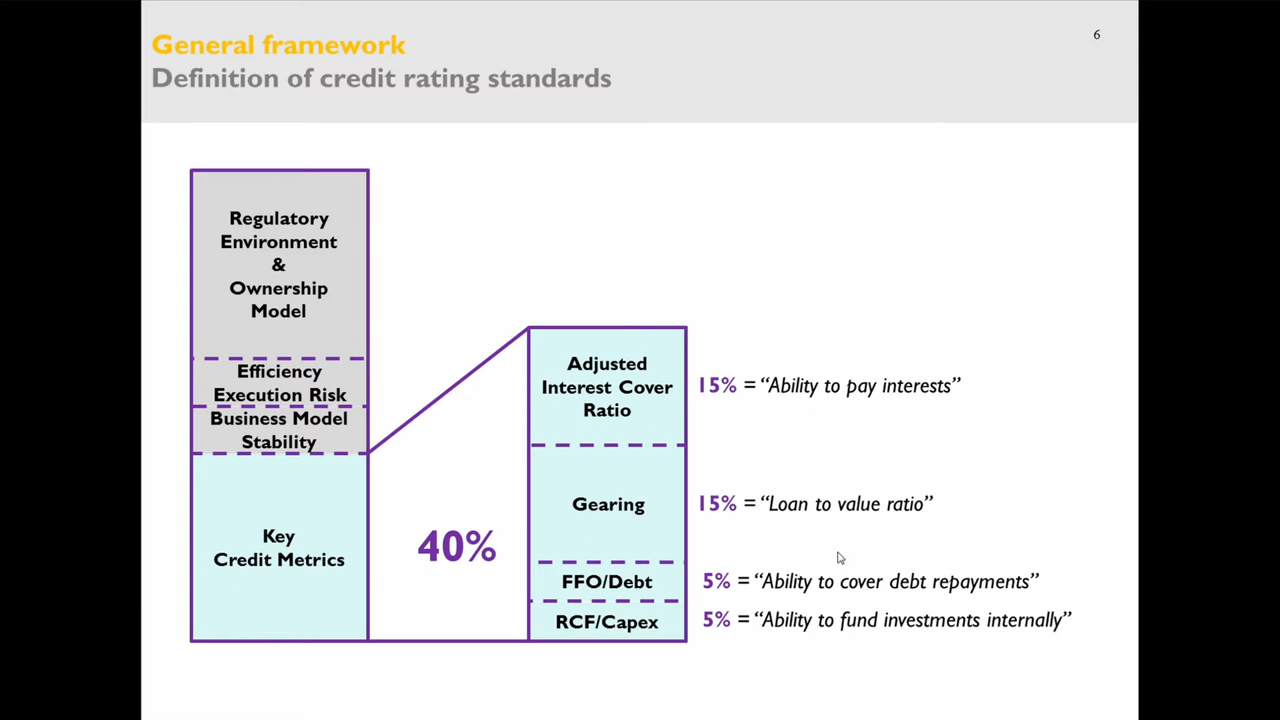 6
General framework
Definition of credit rating standards
Regulatory
Environment
&
Ownership
Model
Efficiency
Execution Risk
Business Model
Stability
Key
Credit Metrics
40%
Adjusted
Interest Cover
Ratio
15% = “Ability to pay interests”
Gearing
15% = “Loan to value ratio”
FFO/Debt
5% = “Ability to cover debt repayments”
RCF/Capex
5% = “Ability to fund investments internally”